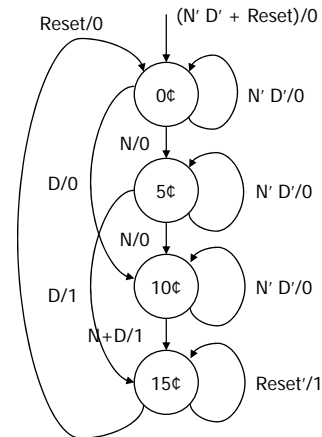 Reset/0
(N' D' + Reset)/0
0¢
N' D'/0
N/0
D/0
5¢
N' D'/0
N/0
10¢
N' D'/0
D/1
N+D/1
15¢
Reset'/1